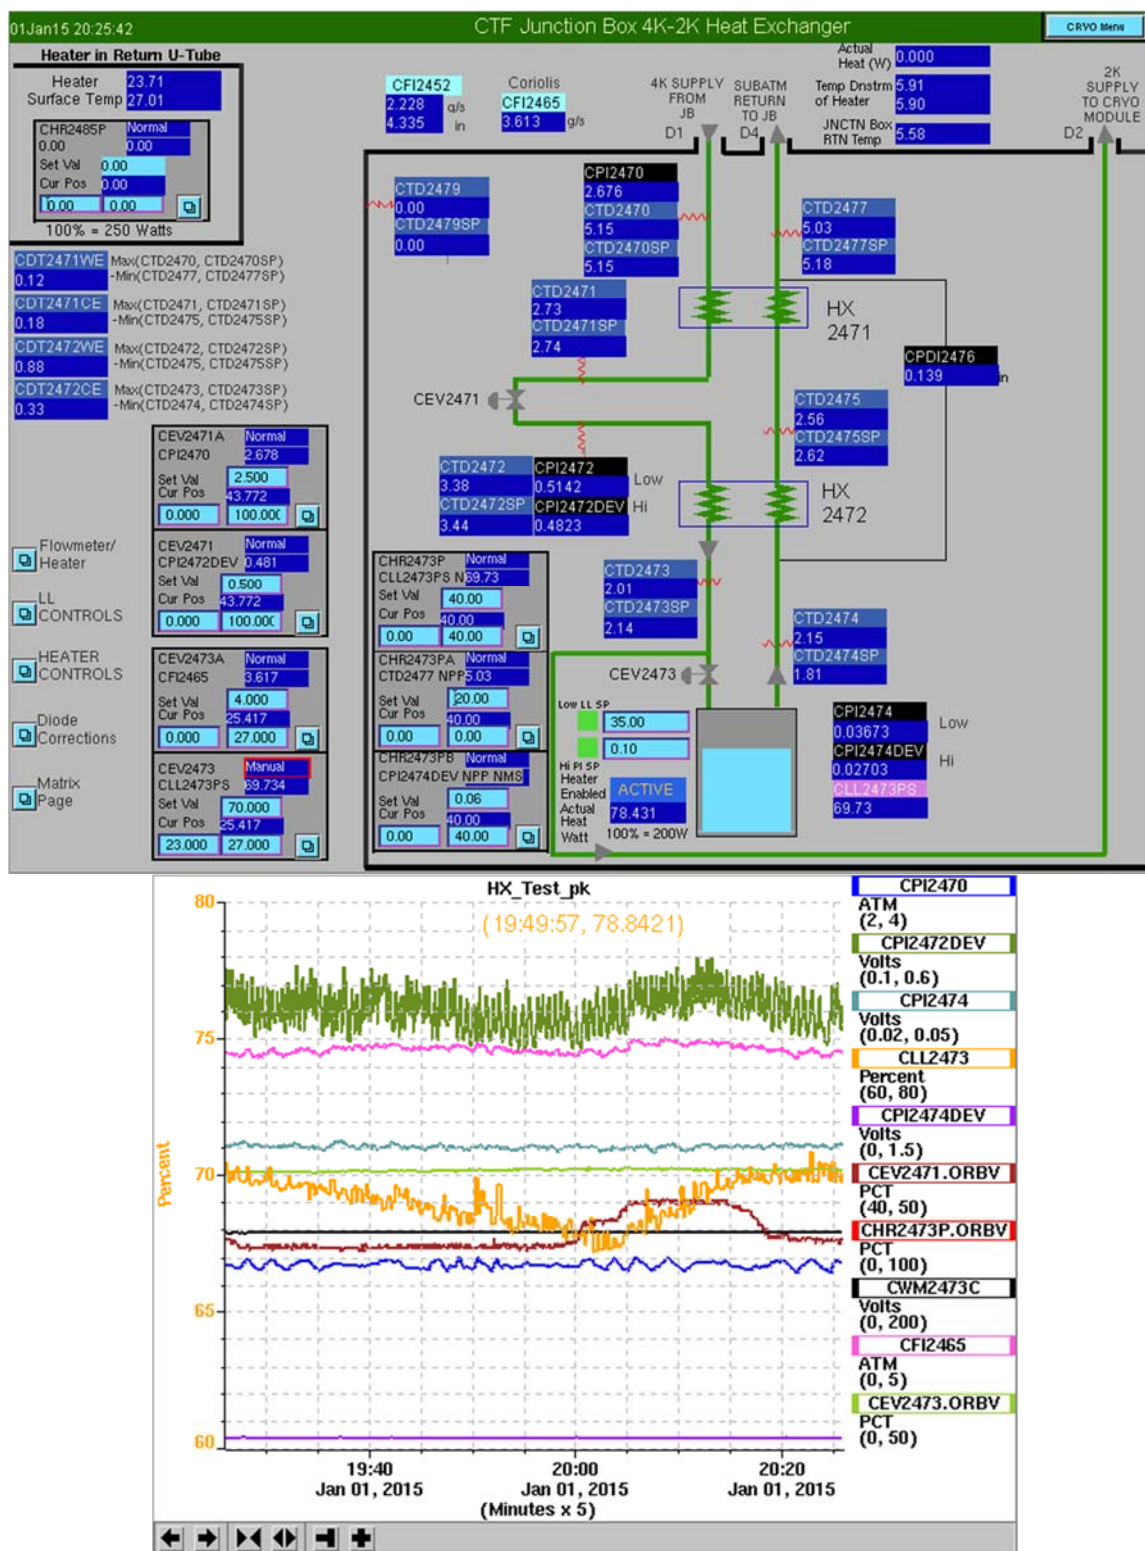 01Jan15 20:25:42 CTF Junction Box 4K-2K Heat Exchanger CRYO Menu
Heater in Return U-Tube
Heater 23.71
Surface Temp 27.01
CHR2485P Normal
0.00 0.00
Set Val 0.00
Cur Pos 0.00
0.00 0.00
100% = 250 Watts
CFI2452
2.228 g/s
4.335 in
Coriolis
CFI2465
3.613 g/s
4K SUPPLY
FROM
JB
D1
SUBATM
RETURN
TO JB
D4
Actual
Heat (W) 0.000
Temp Dnstrm 5.91
of Heater 5.90
JNCTN Box
RTN Temp 5.58
2K
SUPPLY
TO CRYO
MODULE
D2
CDT2471WE Max(CTD2470, CTD2470SP)
0.12 -Min(CTD2477, CTD2477SP)
CDT2471CE Max(CTD2471, CTD2471SP)
0.18 -Min(CTD2475, CTD2475SP)
CDT2472WE Max(CTD2472, CTD2472SP)
0.88 -Min(CTD2475, CTD2475SP)
CDT2472CE Max(CTD2473, CTD2473SP)
0.33 -Min(CTD2474, CTD2474SP)
CTD2479
0.00
CTD2479SP
0.00
CPI2470
2.676
CTD2470
5.15
CTD2470SP
5.15
CTD2477
5.03
CTD2477SP
5.18
CTD2471
2.73
CTD2471SP
2.74
HX
2471
CPDI2476
0.139 in
CEV2471
CTD2475
2.56
CTD2475SP
2.62
CTD2472
3.38
CTD2472SP
3.44
CPI2472
0.5142 Low
CPI2472DEV Hi
0.4823
HX
2472
CEV2471A Normal
CPI2470 2.678
Set Val 2.500
Cur Pos 43.772
0.000 100.000
CEV2471 Normal
CPI2472DEV 0.481
Set Val 0.500
Cur Pos 43.772
0.000 100.000
CEV2473A Normal
CFI2465 3.617
Set Val 4.000
Cur Pos 25.417
0.000 27.000
CEV2473 Manual
CLL2473PS 69.734
Set Val 70.000
Cur Pos 25.417
23.000 27.000
Flowmeter/
Heater
LL
CONTROLS
HEATER
CONTROLS
Diode
Corrections
Matrix
Page
CHR2473P Normal
CLL2473PS N 69.73
Set Val 40.00
Cur Pos 40.00
0.00 40.00
CHR2473PA Normal
CTD2477 NPP 5.03
Set Val 20.00
Cur Pos 40.00
0.00 0.00
CHR2473PB Normal
CPI2474DEV NPP NMS
Set Val 0.06
Cur Pos 40.00
0.00 40.00
CTD2473
2.01
CTD2473SP
2.14
CTD2474
2.15
CTD2474SP
1.81
CEV2473
Low LL SP
35.00
0.10
Hi PI SP
Heater
Enabled ACTIVE
Actual
Heat 78.431
Watt 100% = 200W
CPI2474
0.03673 Low
CPI2474DEV
0.02703 Hi
CLL2473PS
69.73
HX_Test_pk
(19:49:57, 78.8421)
80
75
70
65
60
Percent
19:40 20:00 20:20
Jan 01, 2015 Jan 01, 2015 Jan 01, 2015
(Minutes x 5)
CPI2470
ATM
(2, 4)
CPI2472DEV
Volts
(0.1, 0.6)
CPI2474
Volts
(0.02, 0.05)
CLL2473
Percent
(60, 80)
CPI2474DEV
Volts
(0, 1.5)
CEV2471.ORBV
PCT
(40, 50)
CHR2473P.ORBV
PCT
(0, 100)
CWM2473C
Volts
(0, 200)
CFI2465
ATM
(0, 5)
CEV2473.ORBV
PCT
(0, 50)